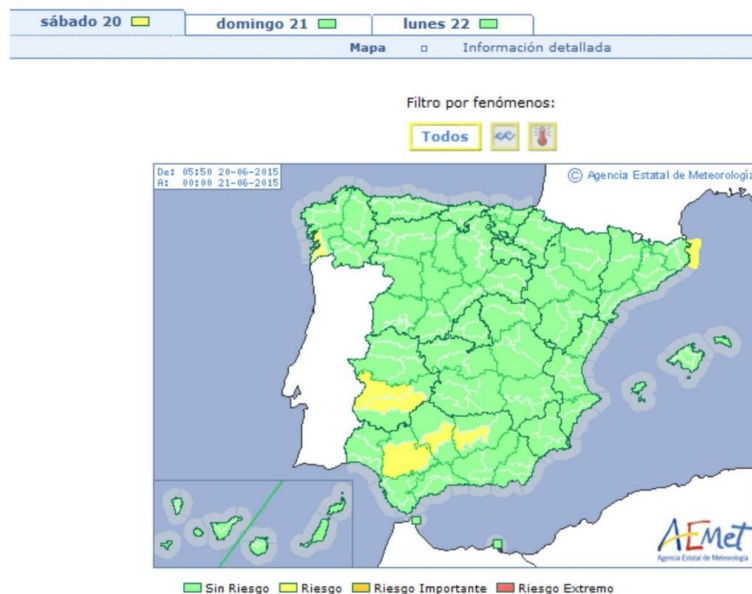 sábado 20
domingo 21
lunes 22
Mapa
Información detallada
Filtro por fenómenos:
Todos
De: 05:50 20-06-2015
A: 00:00 21-06-2015
© Agencia Estatal de Meteorología
AEMet
Agencia Estatal de Meteorología
Sin Riesgo
Riesgo
Riesgo Importante
Riesgo Extremo